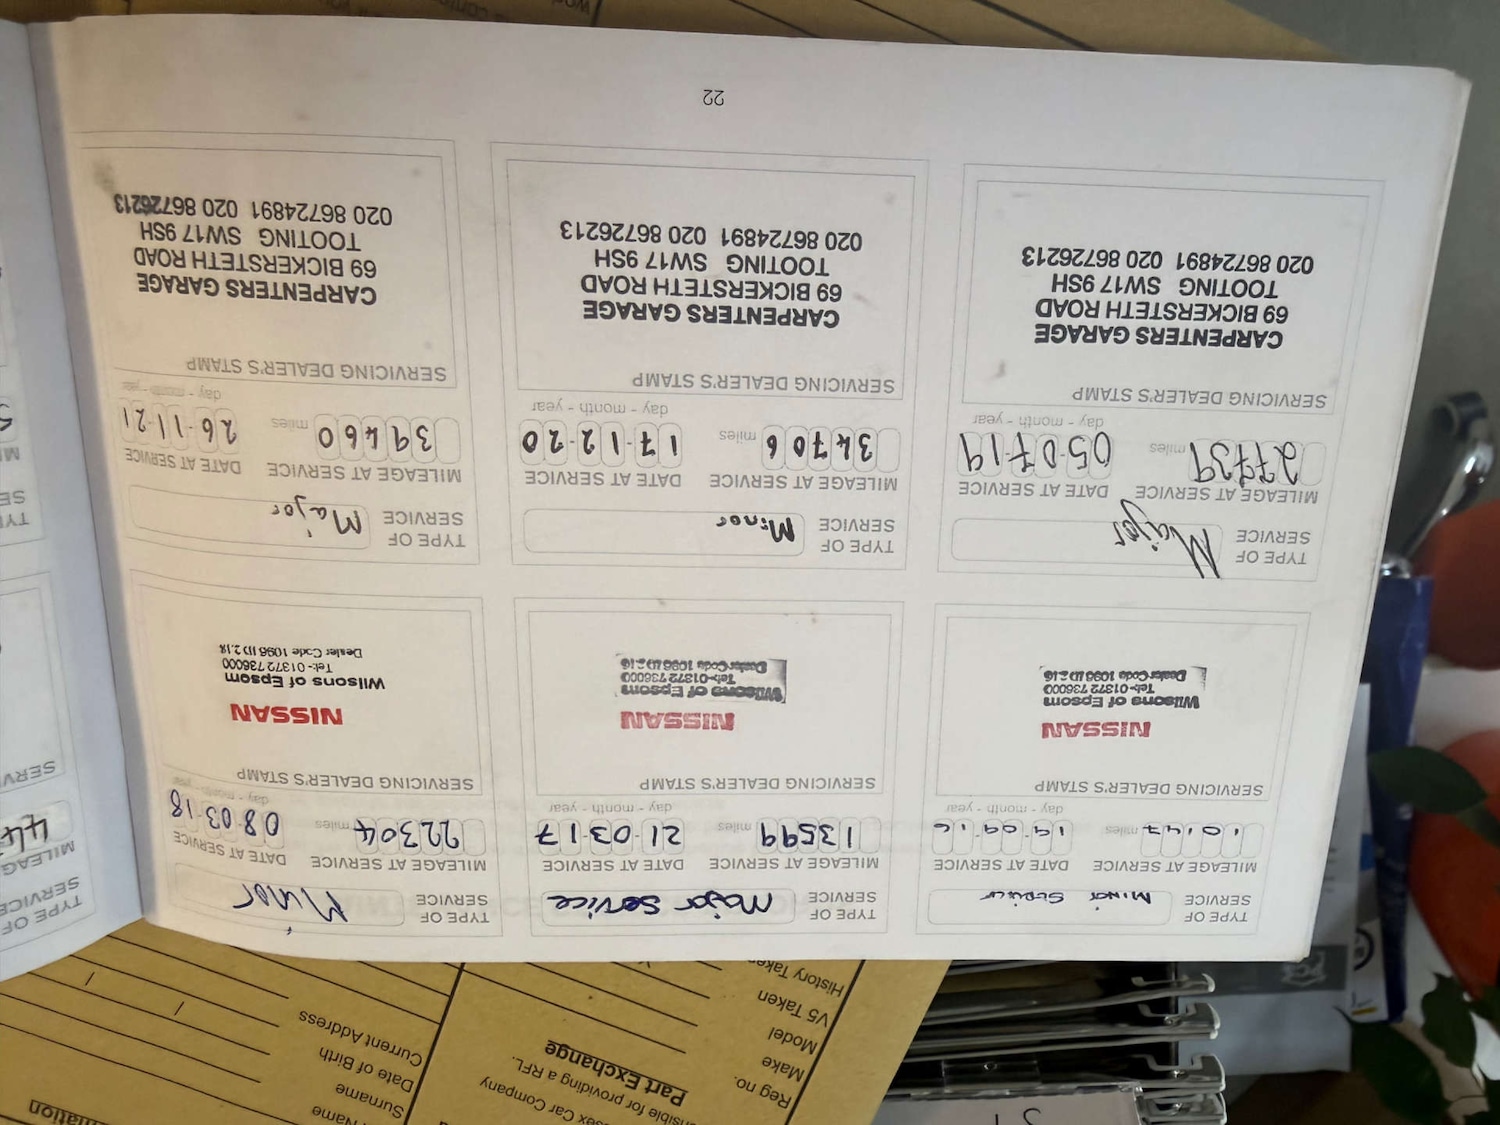 TYPE OF
SERVICE Minor Service
MILEAGE AT SERVICE DATE AT SERVICE
10147 miles 19·09·16
day - month - year
SERVICING DEALER'S STAMP
NISSAN
Wilsons of Epsom
Tel:- 01372 736000
Dealer Code 1096 ID 2.16
TYPE OF
SERVICE Major Service
MILEAGE AT SERVICE DATE AT SERVICE
13599 miles 21·03·17
day - month - year
SERVICING DEALER'S STAMP
NISSAN
Wilsons of Epsom
Tel:- 01372 736000
Dealer Code 1096 ID 2.16
TYPE OF
SERVICE Minor
MILEAGE AT SERVICE DATE AT SERVICE
22304 miles 08·03·18
day - month - year
SERVICING DEALER'S STAMP
NISSAN
Wilsons of Epsom
Tel:- 01372 736000
Dealer Code 1096 ID 2.18
TYPE OF
SERVICE Major
MILEAGE AT SERVICE DATE AT SERVICE
27739 miles 05·07·19
day - month - year
SERVICING DEALER'S STAMP
CARPENTERS GARAGE
69 BICKERSTETH ROAD
TOOTING SW17 9SH
020 86724891 020 86726213
TYPE OF
SERVICE Minor
MILEAGE AT SERVICE DATE AT SERVICE
34706 miles 17·12·20
day - month - year
SERVICING DEALER'S STAMP
CARPENTERS GARAGE
69 BICKERSTETH ROAD
TOOTING SW17 9SH
020 86724891 020 86726213
TYPE OF
SERVICE Major
MILEAGE AT SERVICE DATE AT SERVICE
39460 miles 26·11·21
day - month - year
SERVICING DEALER'S STAMP
CARPENTERS GARAGE
69 BICKERSTETH ROAD
TOOTING SW17 9SH
020 86724891 020 86726213
22
TYPE OF
SERVICE
Car Company
for providing a RFL.
Part Exchange
Reg no.
Make
Model
V5 Taken
History Taken
Name
Surname
Date of Birth
Current Address